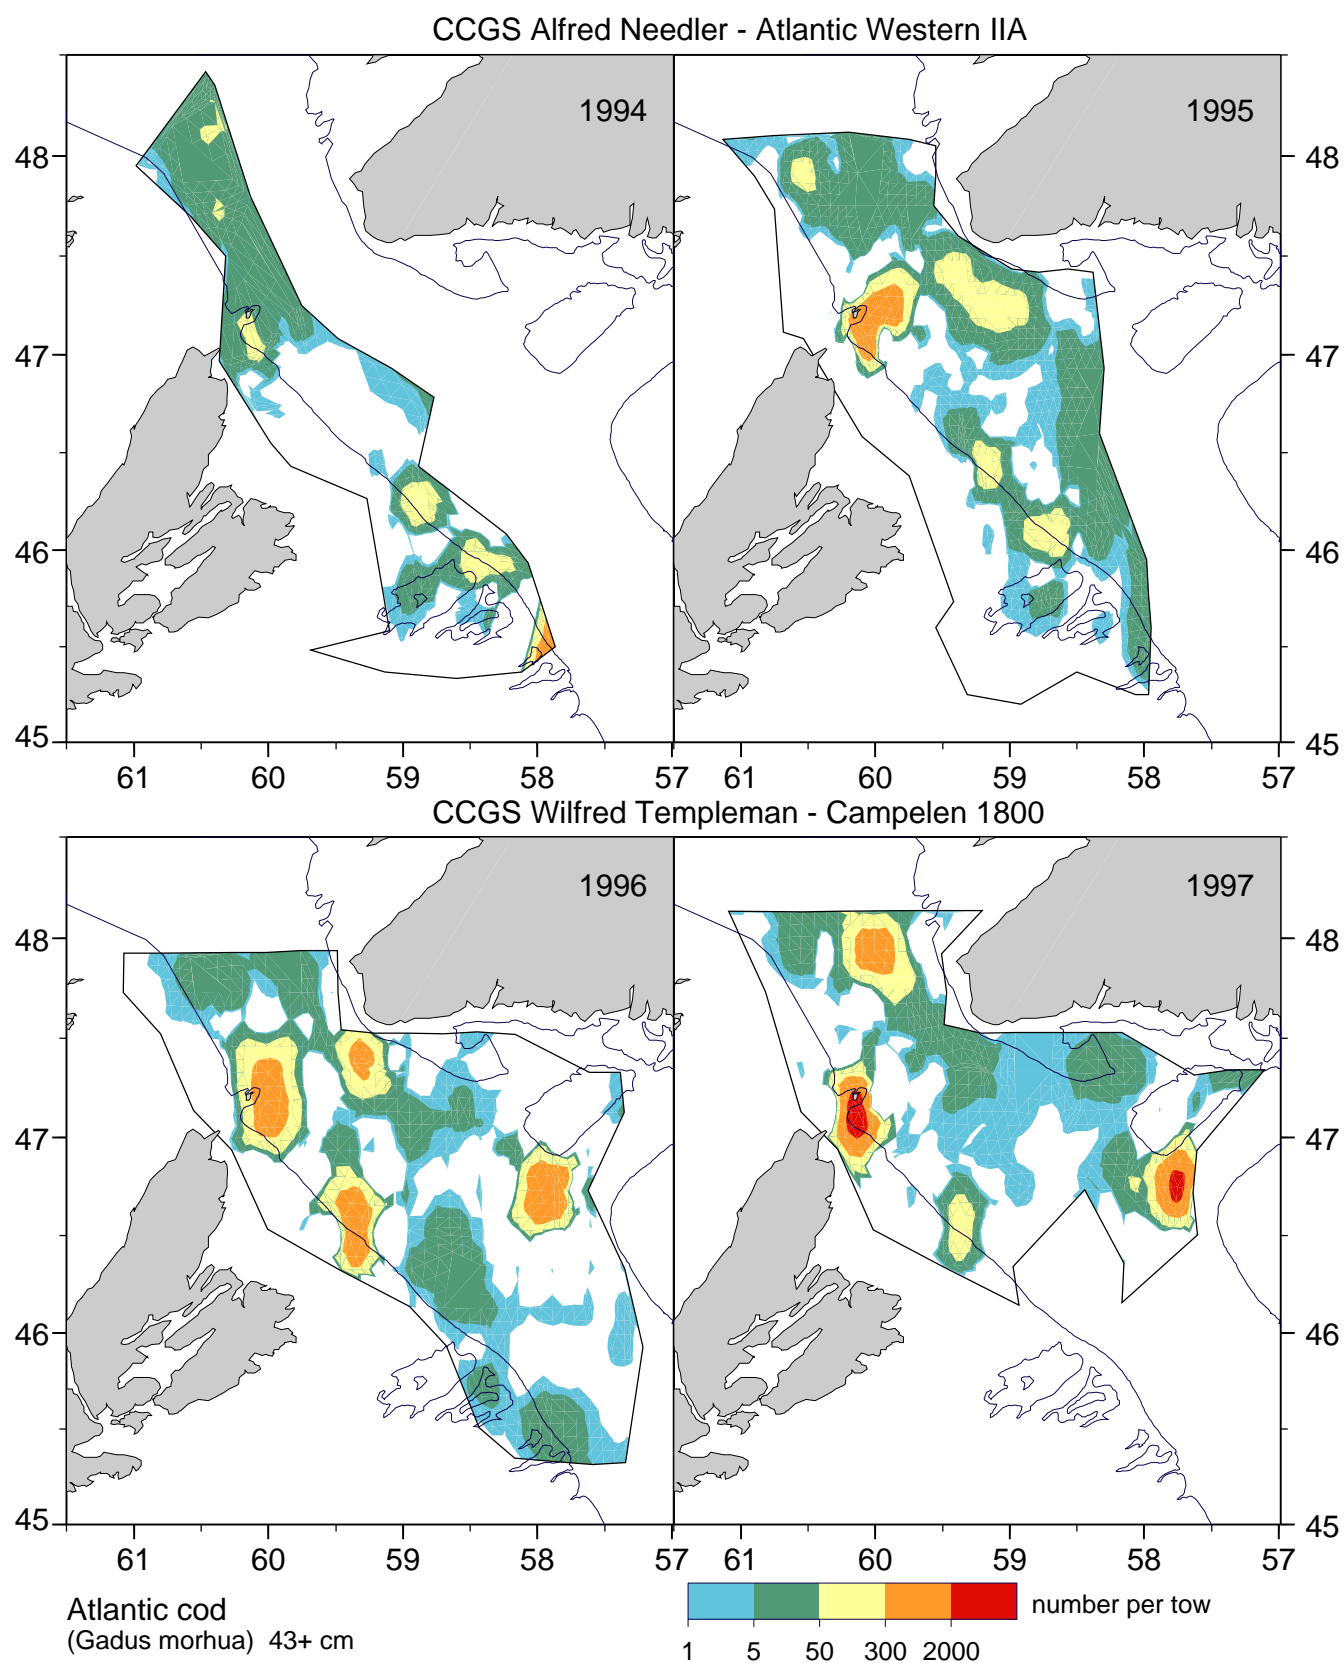 CCGS Alfred Needler - Atlantic Western IIA
1994
1995
48
48
47
47
46
46
45
45
61 60 59 58 57
61 60 59 58 57
CCGS Wilfred Templeman - Campelen 1800
1996
1997
48
48
47
47
46
46
45
45
61 60 59 58 57
61 60 59 58 57
Atlantic cod
(Gadus morhua) 43+ cm
number per tow
1 5 50 300 2000